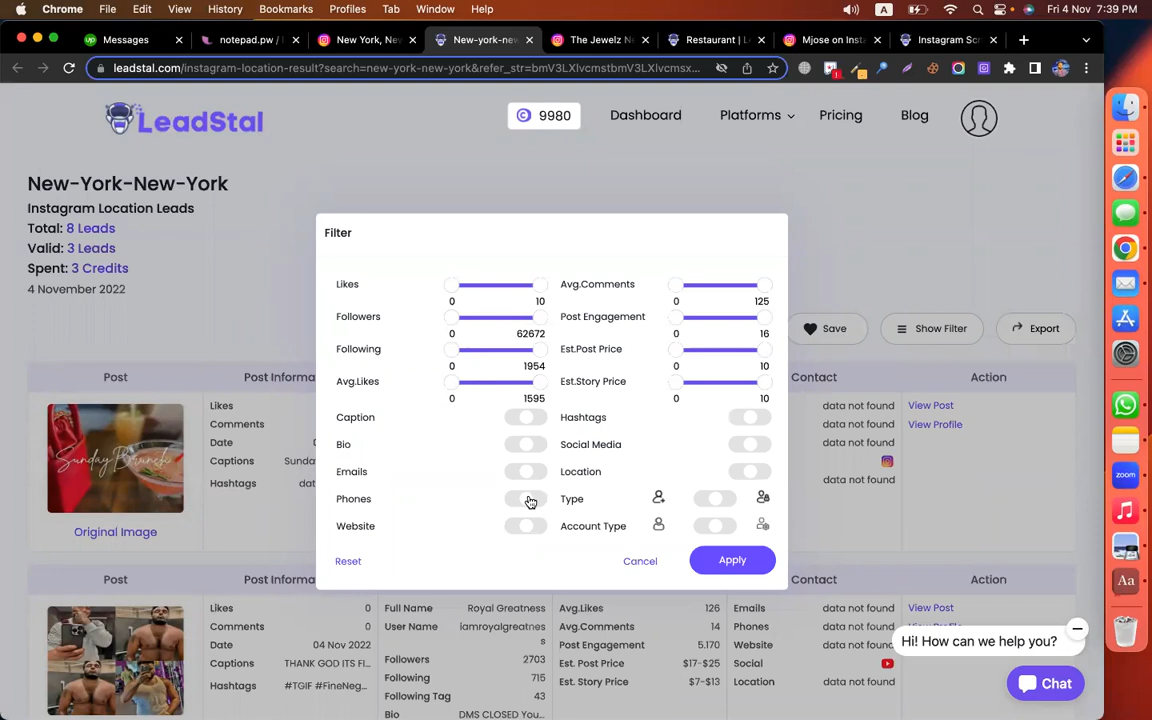 Chrome File Edit View History Bookmarks Profiles Tab Window Help A Fri 4 Nov 7:39 PM
Messages notepad.pw / New York, Ne New-york-new The Jewelz Ne Restaurant | L Mjose on Insta Instagram Scr
leadstal.com/instagram-location-result?search=new-york-new-york&refer_str=bmV3LXlvcmstbmV3LXlvcmsx...
LeadStal 9980 Dashboard Platforms Pricing Blog
New-York-New-York
Instagram Location Leads
Total: 8 Leads
Valid: 3 Leads
Spent: 3 Credits
4 November 2022
Save Show Filter Export
Filter
Likes 0 10 Avg.Comments 0 125
Followers 0 62672 Post Engagement 0 16
Following 0 1954 Est.Post Price 0 10
Avg.Likes 0 1595 Est.Story Price 0 10
Caption Hashtags
Bio Social Media
Emails Location
Phones Type
Website Account Type
Reset Cancel Apply
Post Post Informa Contact Action
Sunday Brunch
Likes data not found View Post
Comments data not found View Profile
Date data not found
Captions Sunda
Hashtags dat data not found
Original Image
Post Post Informa Contact Action
Likes 0 Full Name Royal Greatness Avg.Likes 126 Emails data not found View Post
Comments 0 User Name iamroyalgreatnes s Avg.Comments 14 Phones data not found View Profile
Date 04 Nov 2022 Followers 2703 Post Engagement 5.170 Website data not found
Captions THANK GOD ITS FI... Following 715 Est. Post Price $17-$25 Social
Hashtags #TGIF #FineNeg... Following Tag 43 Est. Story Price $7-$13 Location data not found
Bio DMS CLOSED You...
Hi! How can we help you?
Chat
zoom
Aa